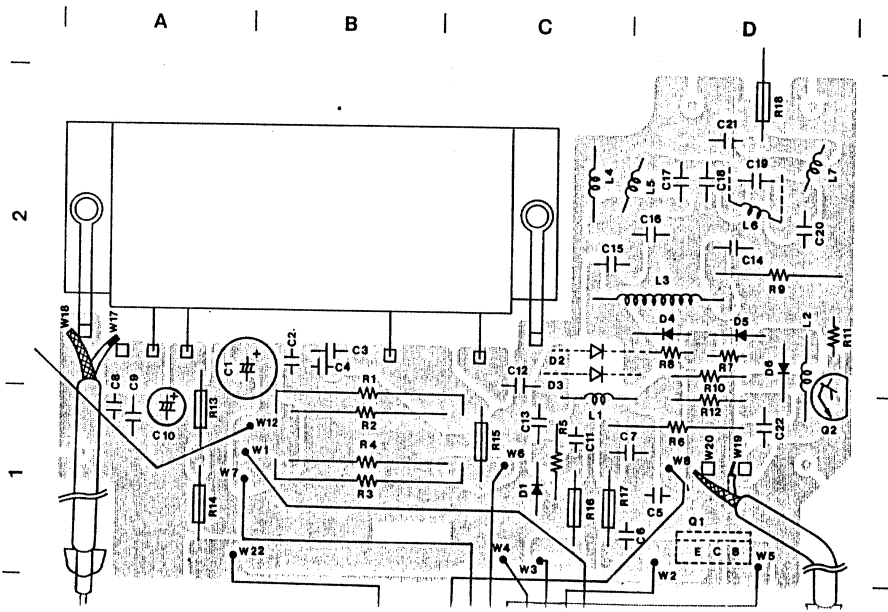 A B C D
R18
C21
C19
L4
L5
C17
C18
L7
L6
2
C16
C20
C15
C14
R9
L3
W18
W17
C1
C2
C3
C4
D4
D5
L2
R11
D2
D3
R8
R7
D6
C12
R10
R12
C8
C9
C10
R13
R1
R2
R4
R3
W12
W1
W7
R15
C13
R5
C11
L1
C7
R6
C22
Q2
W6
W8
W20
W19
1
R14
D1
R16
R17
C5
C6
Q1
E C B
W22
W4
W3
W2
W5